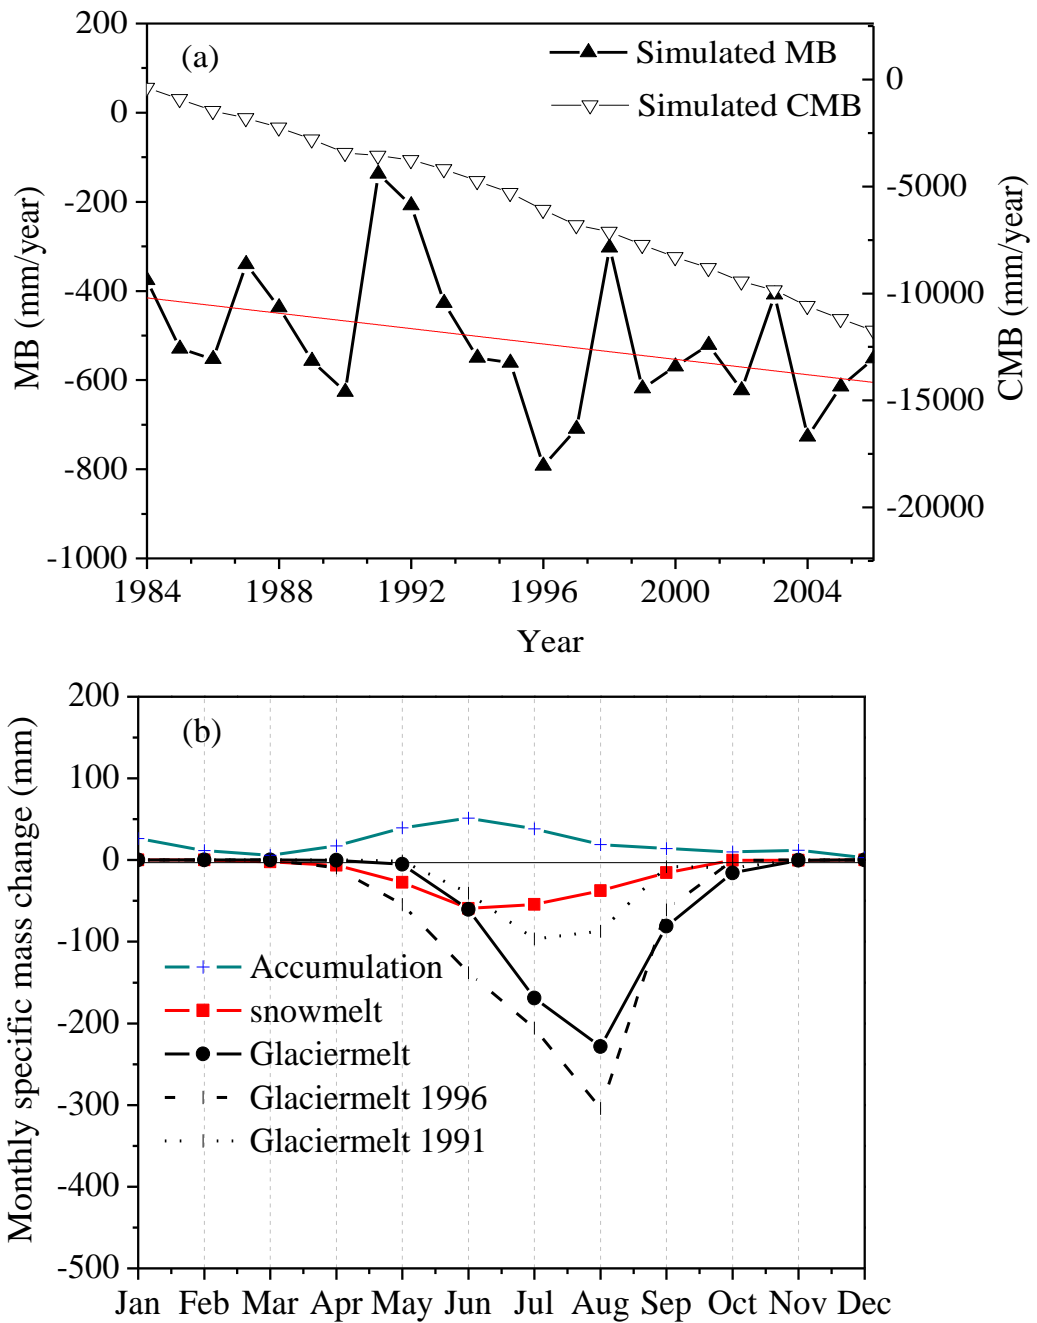 (a)
Simulated MB
Simulated CMB
200
0
-200
-400
-600
-800
-1000
MB (mm/year)
0
-5000
-10000
-15000
-20000
CMB (mm/year)
1984 1988 1992 1996 2000 2004
Year
(b)
200
100
0
-100
-200
-300
-400
-500
Monthly specific mass change (mm)
Accumulation
snowmelt
Glaciermelt
Glaciermelt 1996
Glaciermelt 1991
Jan Feb Mar Apr May Jun Jul Aug Sep Oct Nov Dec